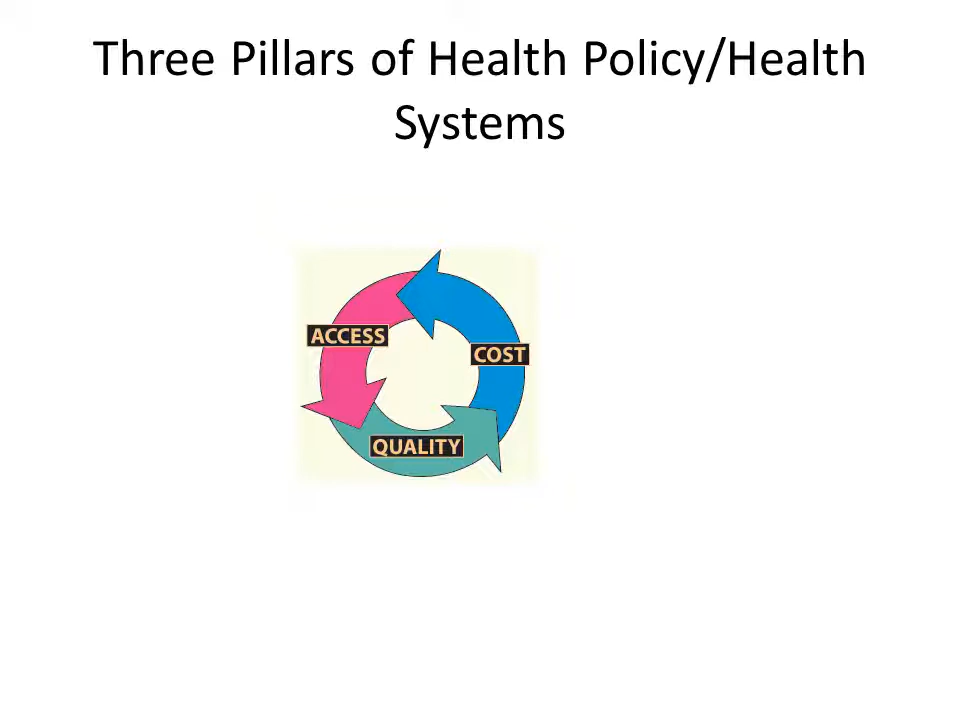 Three Pillars of Health Policy/Health
Systems
ACCESS
COST
QUALITY